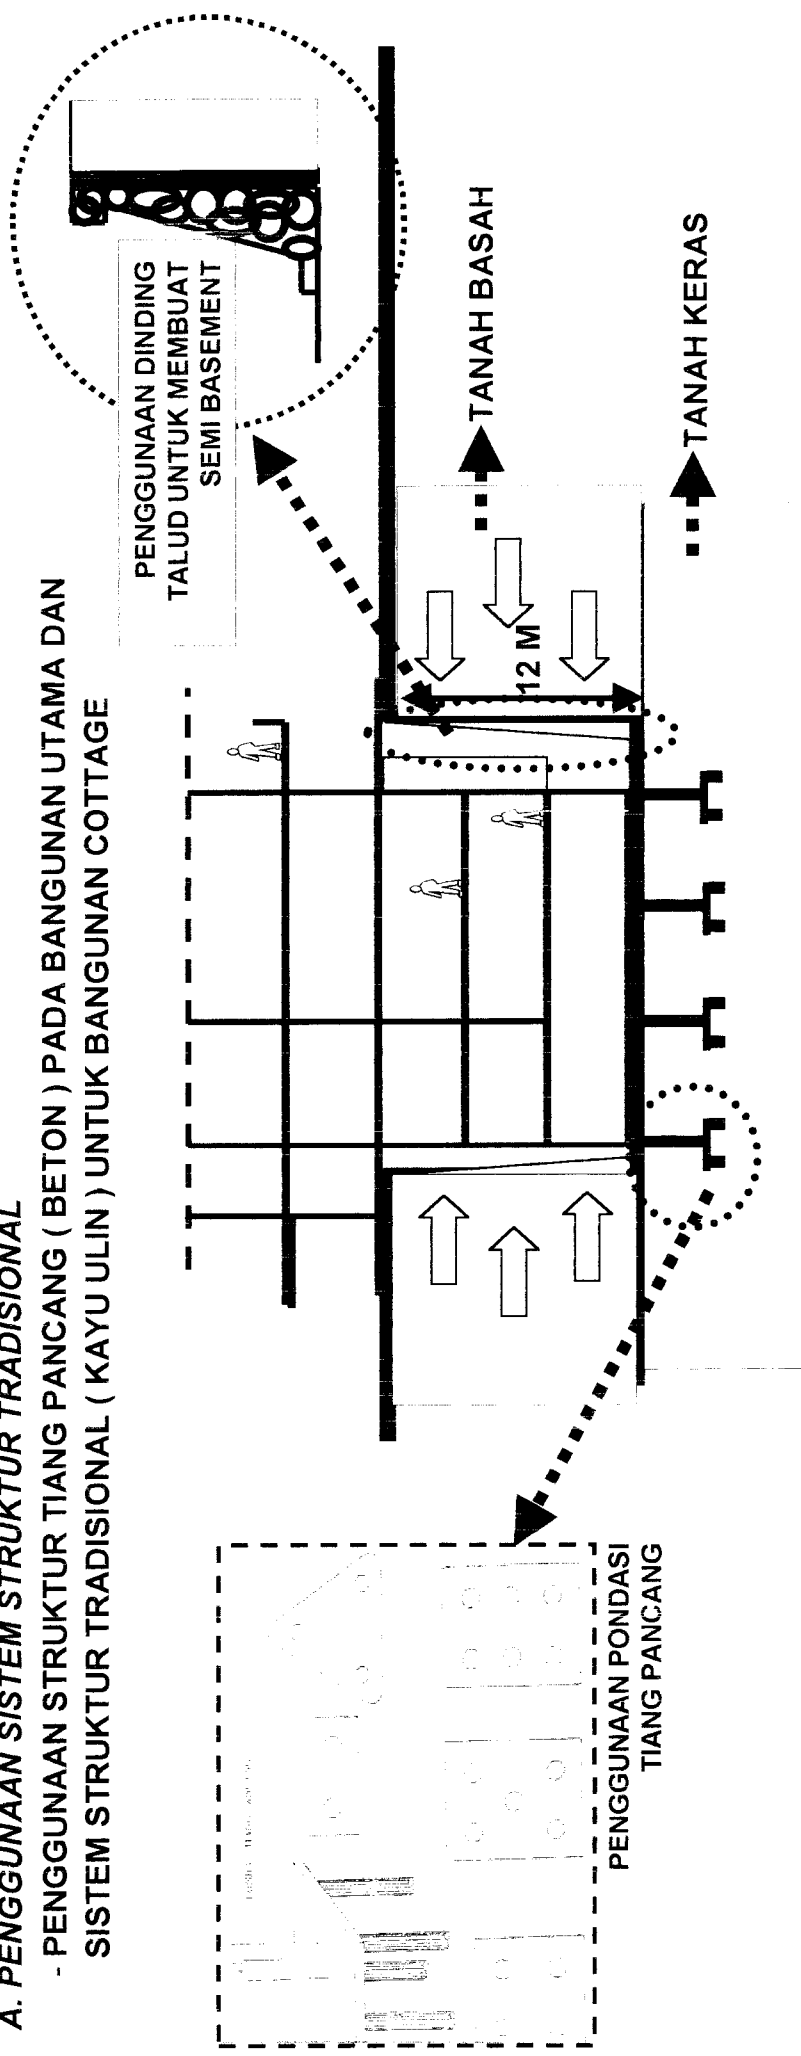 A. PENGGUNAAN SISTEM STRUKTUR TRADISIONAL
- PENGGUNAAN STRUKTUR TIANG PANCANG ( BETON ) PADA BANGUNAN UTAMA DAN
SISTEM STRUKTUR TRADISIONAL ( KAYU ULIN ) UNTUK BANGUNAN COTTAGE
PENGGUNAAN DINDING
TALUD UNTUK MEMBUAT
SEMI BASEMENT
TANAH BASAH
12 M
TANAH KERAS
PENGGUNAAN PONDASI
TIANG PANCANG